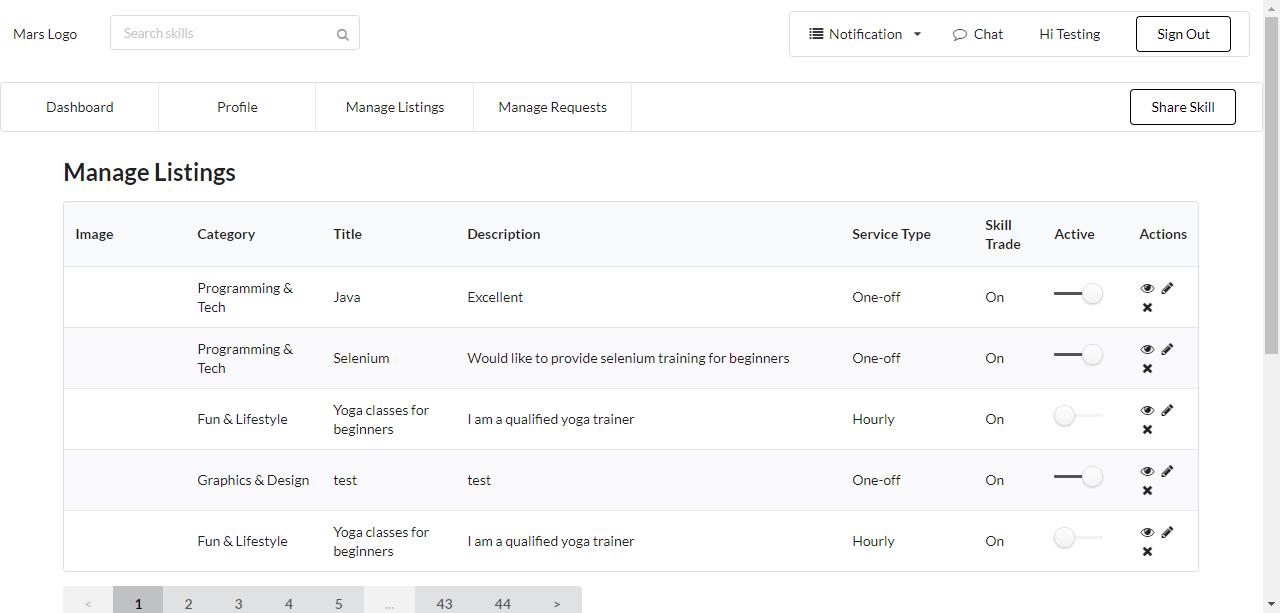 Mars Logo
Search skills
Notification
Chat
Hi Testing
Sign Out
Dashboard
Profile
Manage Listings
Manage Requests
Share Skill
Manage Listings
Image Category Title Description Service Type Skill Trade Active Actions
Programming & Tech Java Excellent One-off On
Programming & Tech Selenium Would like to provide selenium training for beginners One-off On
Fun & Lifestyle Yoga classes for beginners I am a qualified yoga trainer Hourly On
Graphics & Design test test One-off On
Fun & Lifestyle Yoga classes for beginners I am a qualified yoga trainer Hourly On
< 1 2 3 4 5 ... 43 44 >